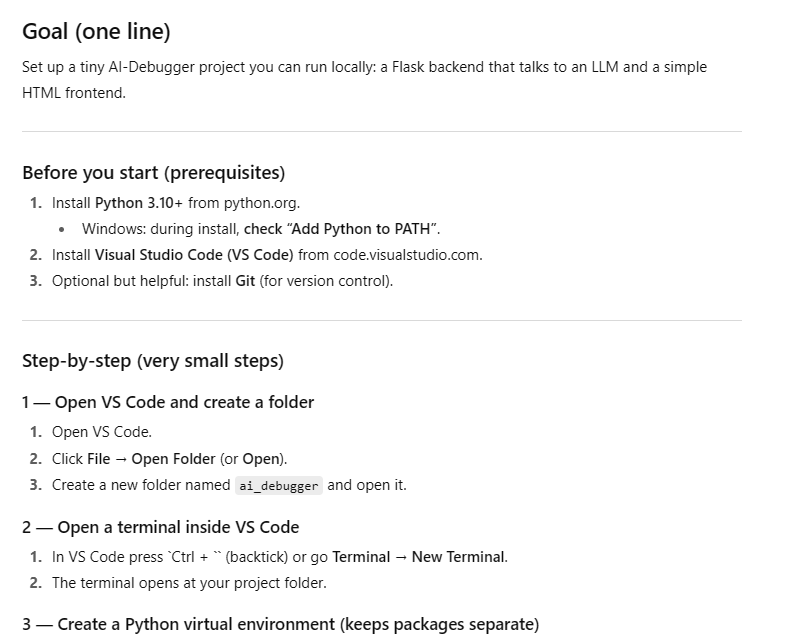 Goal (one line)
Set up a tiny AI-Debugger project you can run locally: a Flask backend that talks to an LLM and a simple
HTML frontend.
Before you start (prerequisites)
1. Install Python 3.10+ from python.org.
• Windows: during install, check “Add Python to PATH”.
2. Install Visual Studio Code (VS Code) from code.visualstudio.com.
3. Optional but helpful: install Git (for version control).
Step-by-step (very small steps)
1 — Open VS Code and create a folder
1. Open VS Code.
2. Click File → Open Folder (or Open).
3. Create a new folder named ai_debugger and open it.
2 — Open a terminal inside VS Code
1. In VS Code press `Ctrl + `` (backtick) or go Terminal → New Terminal.
2. The terminal opens at your project folder.
3 — Create a Python virtual environment (keeps packages separate)